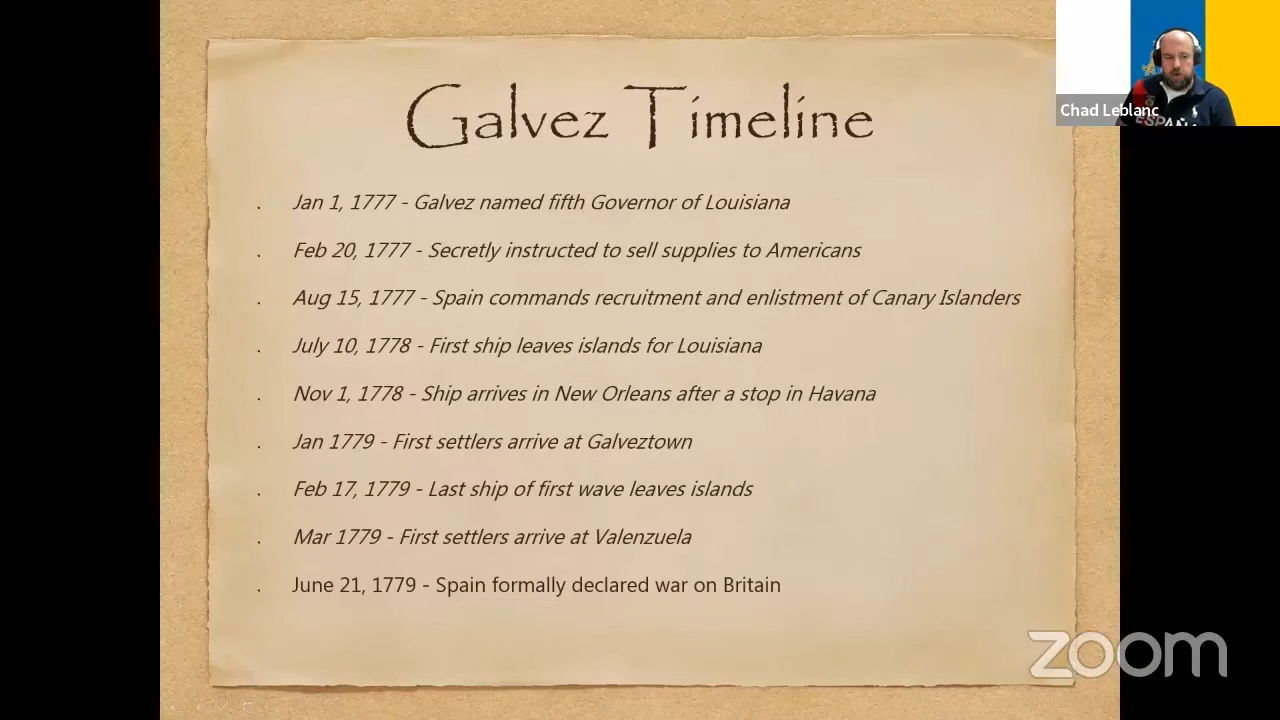 Galvez Timeline
Chad Leblanc
ESPAÑA
. Jan 1, 1777 - Galvez named fifth Governor of Louisiana
. Feb 20, 1777 - Secretly instructed to sell supplies to Americans
. Aug 15, 1777 - Spain commands recruitment and enlistment of Canary Islanders
. July 10, 1778 - First ship leaves islands for Louisiana
. Nov 1, 1778 - Ship arrives in New Orleans after a stop in Havana
. Jan 1779 - First settlers arrive at Galveztown
. Feb 17, 1779 - Last ship of first wave leaves islands
. Mar 1779 - First settlers arrive at Valenzuela
. June 21, 1779 - Spain formally declared war on Britain
zoom